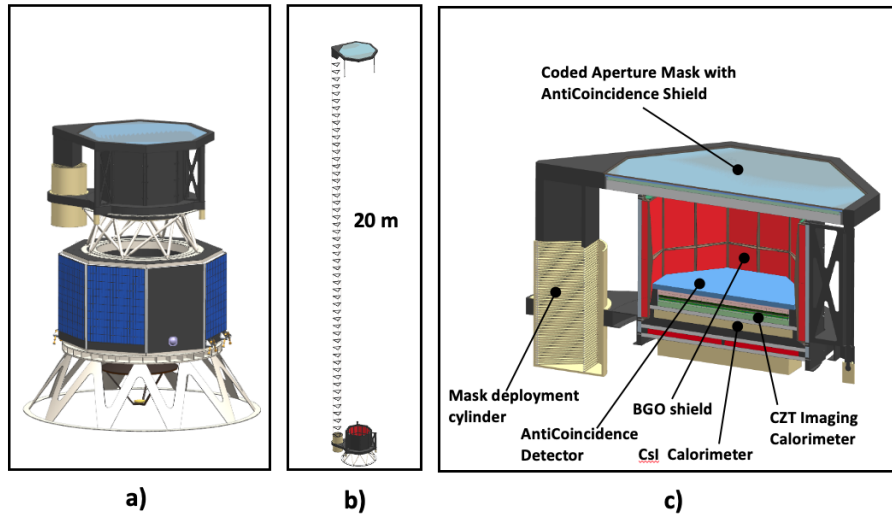 20 m
Coded Aperture Mask with
AntiCoincidence Shield
Mask deployment
cylinder
AntiCoincidence
Detector
BGO shield
CsI Calorimeter
CZT Imaging
Calorimeter
a)
b)
c)